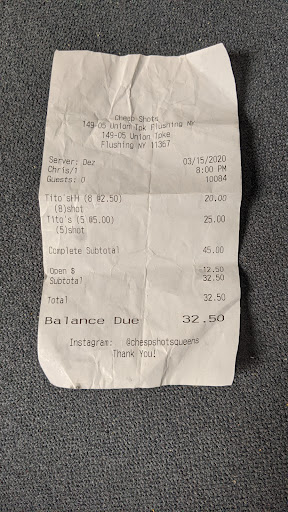 Cheap Shots
149-05 Union Tpk Flushing NY
149-05 Union Tpke
Flushing NY 11367
Server: Dez 03/15/2020
Chris/1 8:00 PM
Guests: 0 10084
Tito'sHH (8 @2.50) 20.00
(8)shot
Tito's (5 @5.00) 25.00
(5)shot
Complete Subtotal 45.00
Open $ -12.50
Subtotal 32.50
Total 32.50
Balance Due 32.50
Instagram: @cheapshotsqueens
Thank You!